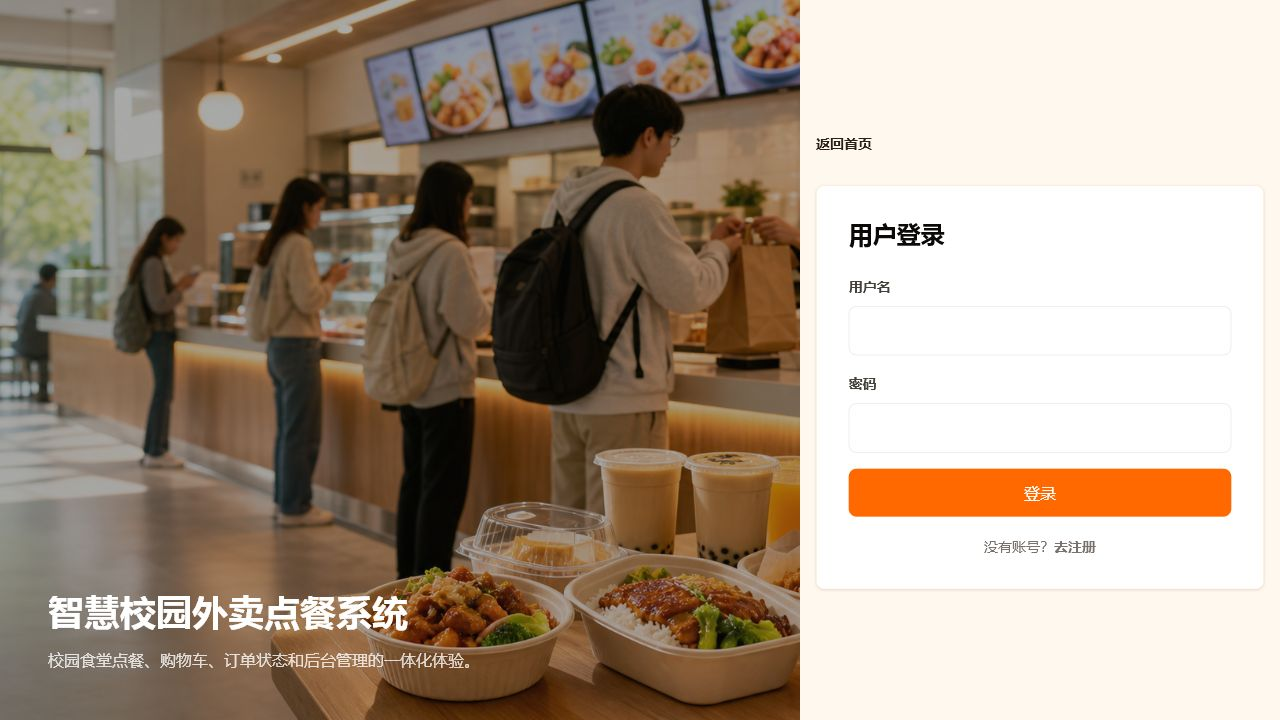 返回首页
用户登录
用户名
密码
登录
没有账号？去注册
智慧校园外卖点餐系统
校园食堂点餐、购物车、订单状态和后台管理的一体化体验。